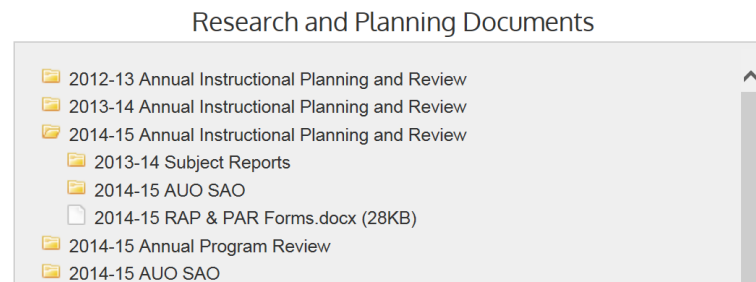 Research and Planning Documents
2012-13 Annual Instructional Planning and Review
2013-14 Annual Instructional Planning and Review
2014-15 Annual Instructional Planning and Review
2013-14 Subject Reports
2014-15 AUO SAO
2014-15 RAP & PAR Forms.docx (28KB)
2014-15 Annual Program Review
2014-15 AUO SAO